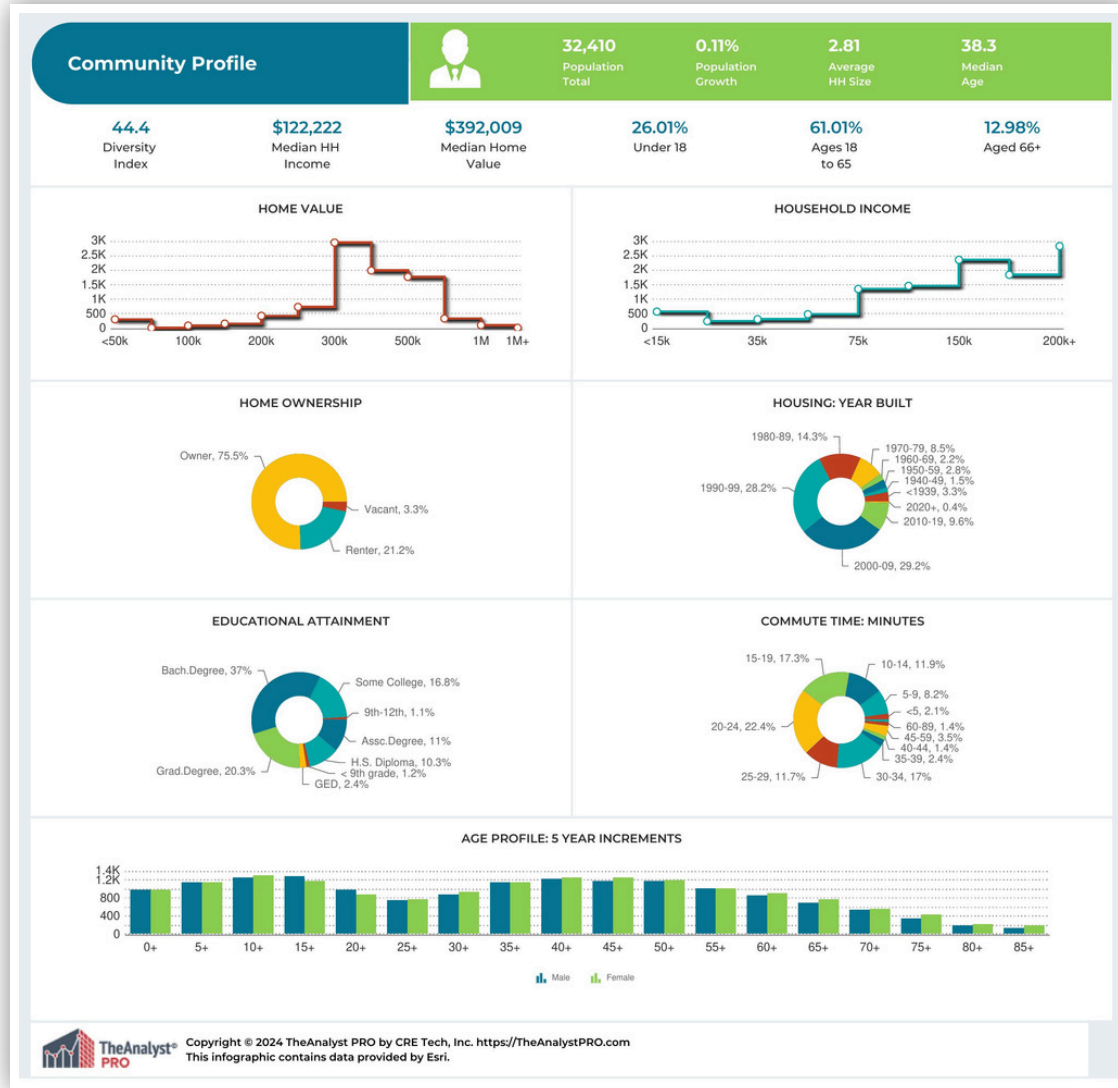 Community Profile
32,410
Population
Total
0.11%
Population
Growth
2.81
Average
HH Size
38.3
Median
Age
44.4
Diversity
Index
$122,222
Median HH
Income
$392,009
Median Home
Value
26.01%
Under 18
61.01%
Ages 18
to 65
12.98%
Aged 66+
HOME VALUE
3K
2.5K
2K
1.5K
1K
500
0
<50k 100k 200k 300k 500k 1M 1M+
HOUSEHOLD INCOME
3K
2.5K
2K
1.5K
1K
500
0
<15k 35k 75k 150k 200k+
HOME OWNERSHIP
Owner, 75.5%
Vacant, 3.3%
Renter, 21.2%
HOUSING: YEAR BUILT
1980-89, 14.3%
1970-79, 8.5%
1960-69, 2.2%
1950-59, 2.8%
1990-99, 28.2%
1940-49, 1.5%
<1939, 3.3%
2020+, 0.4%
2010-19, 9.6%
2000-09, 29.2%
EDUCATIONAL ATTAINMENT
Bach.Degree, 37%
Some College, 16.8%
9th-12th, 1.1%
Assc.Degree, 11%
H.S. Diploma, 10.3%
Grad.Degree, 20.3%
< 9th grade, 1.2%
GED, 2.4%
COMMUTE TIME: MINUTES
15-19, 17.3%
10-14, 11.9%
5-9, 8.2%
<5, 2.1%
20-24, 22.4%
60-89, 1.4%
45-59, 3.5%
40-44, 1.4%
35-39, 2.4%
25-29, 11.7%
30-34, 17%
AGE PROFILE: 5 YEAR INCREMENTS
1.4K
1.2K
800
400
0
0+ 5+ 10+ 15+ 20+ 25+ 30+ 35+ 40+ 45+ 50+ 55+ 60+ 65+ 70+ 75+ 80+ 85+
Male Female
TheAnalyst®
PRO
Copyright © 2024 TheAnalyst PRO by CRE Tech, Inc. https://TheAnalystPRO.com
This infographic contains data provided by Esri.